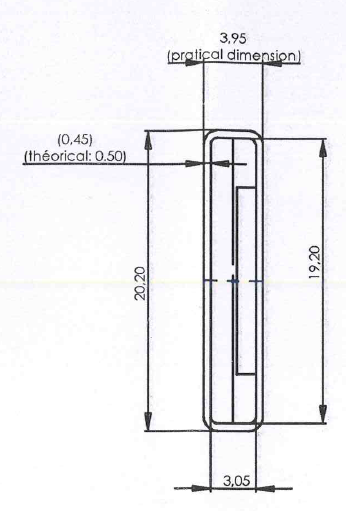 3,95
(pratical dimension)
(0,45)
(théorical: 0.50)
20,20
19,20
3,05